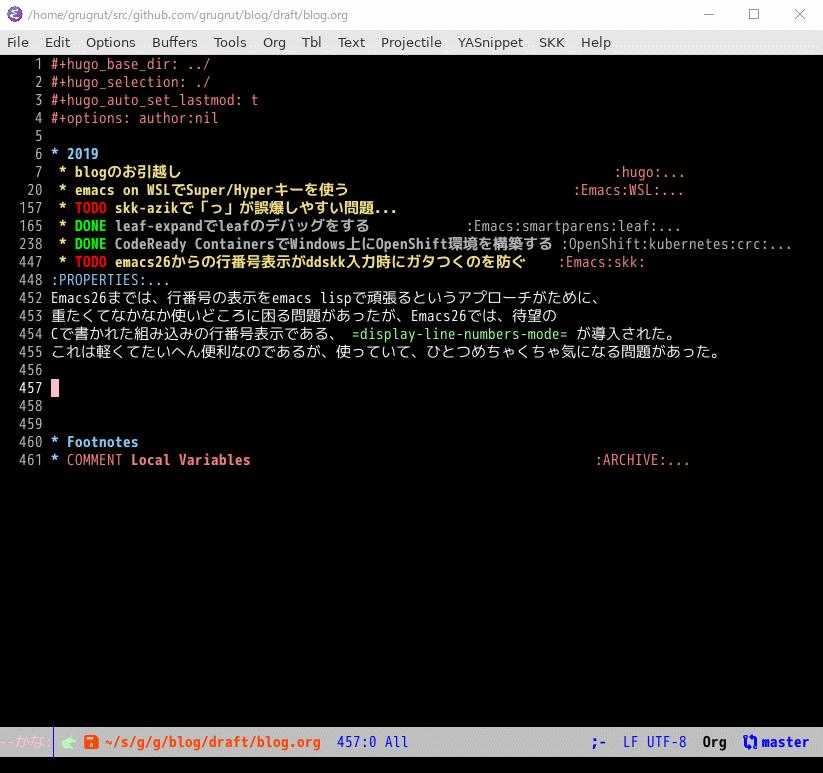 /home/grugrut/src/github.com/grugrut/blog/draft/blog.org
File Edit Options Buffers Tools Org Tbl Text Projectile YASnippet SKK Help
1 #+hugo_base_dir: ../
2 #+hugo_selection: ./
3 #+hugo_auto_set_lastmod: t
4 #+options: author:nil
5
6 * 2019
7 * blogのお引越し :hugo:...
20 * emacs on WSLでSuper/Hyperキーを使う :Emacs:WSL:...
157 * TODO skk-azikで「っ」が誤爆しやすい問題...
165 * DONE leaf-expandでleafのデバッグをする :Emacs:smartparens:leaf:...
238 * DONE CodeReady ContainersでWindows上にOpenShift環境を構築する :OpenShift:kubernetes:crc:...
447 * TODO emacs26からの行番号表示がddskk入力時にガタつくのを防ぐ :Emacs:skk:
448 :PROPERTIES:...
452 Emacs26までは、行番号の表示をemacs lispで頑張るというアプローチがために、
453 重たくてなかなか使いどころに困る問題があったが、Emacs26では、待望の
454 Cで書かれた組み込みの行番号表示である、 =display-line-numbers-mode= が導入された。
455 これは軽くてたいへん便利なのであるが、使っていて、ひとつめちゃくちゃ気になる問題があった。
456
457
458
459
460 * Footnotes
461 * COMMENT Local Variables :ARCHIVE:...
--かな: ~/s/g/g/blog/draft/blog.org 457:0 All ;- LF UTF-8 Org master